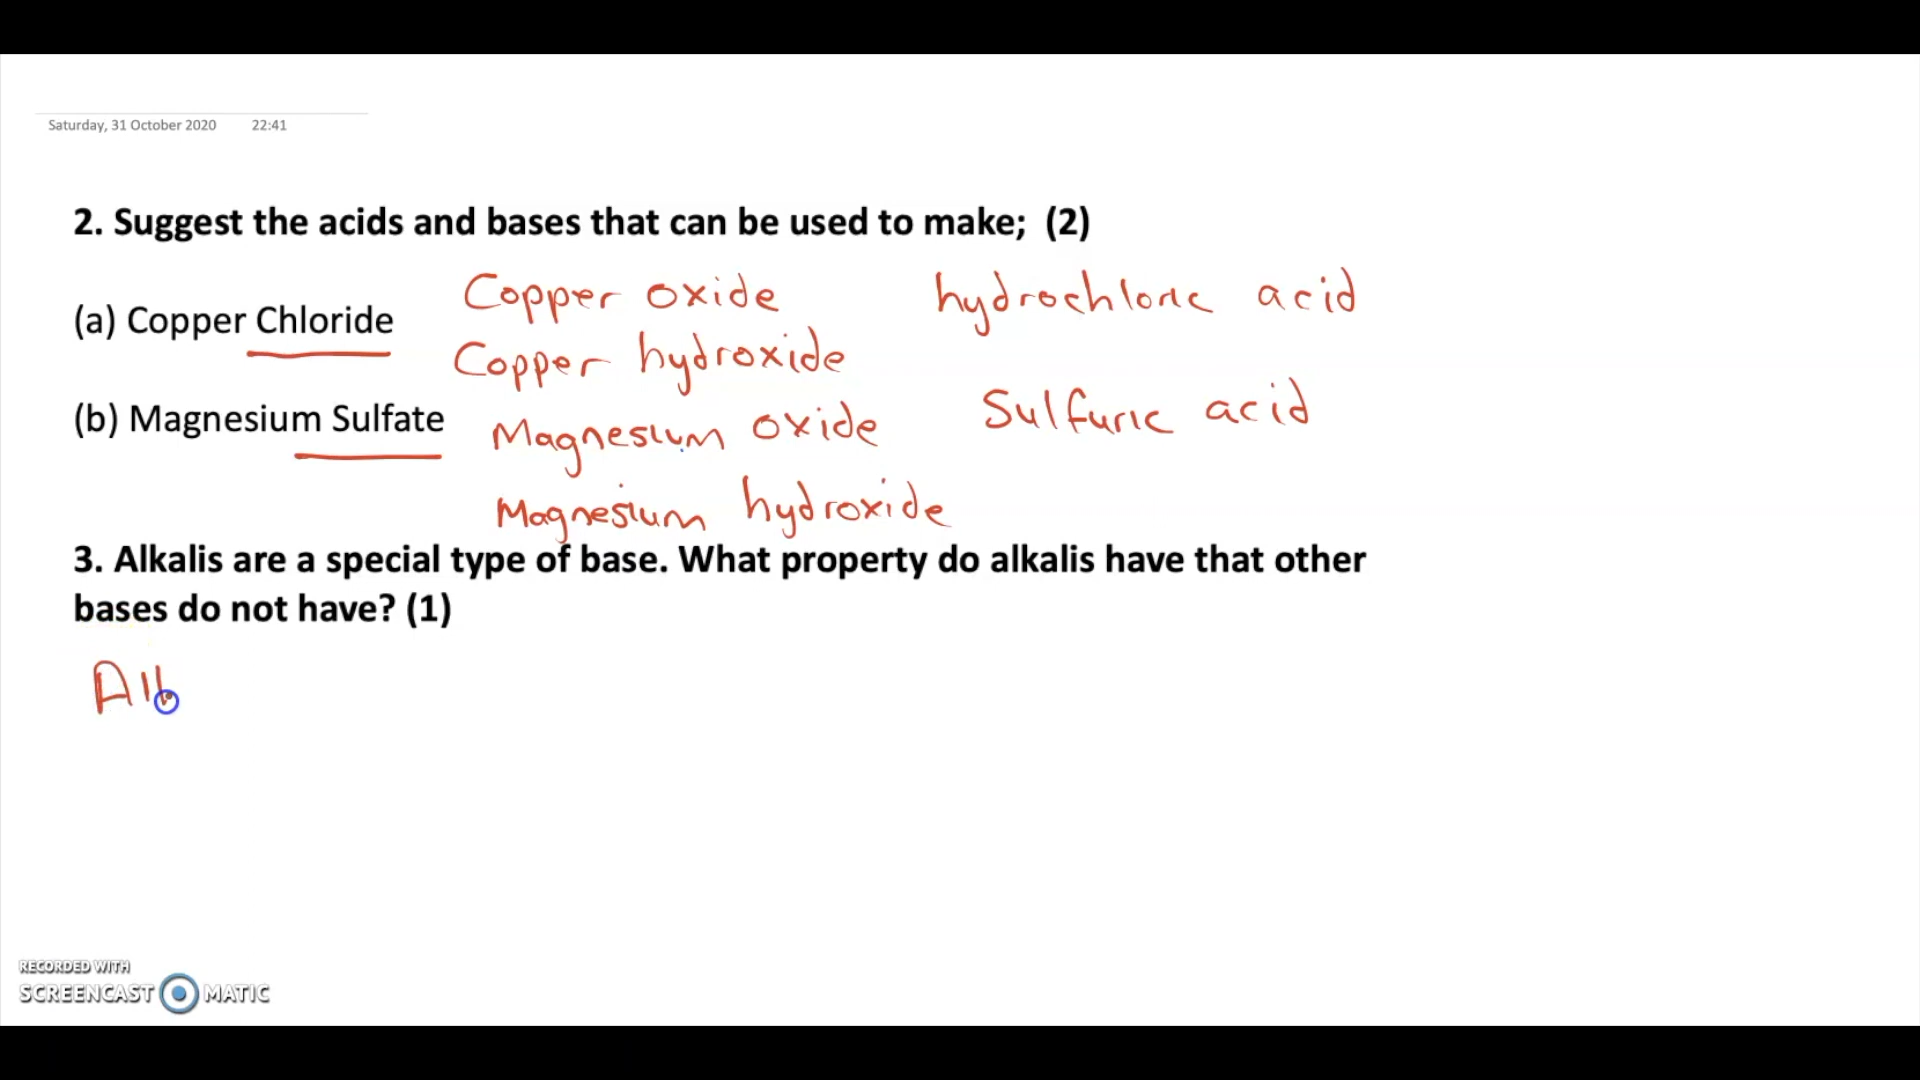 Saturday, 31 October 2020 22:41
2. Suggest the acids and bases that can be used to make; (2)
Copper oxide hydrochloric acid
(a) Copper Chloride
Copper hydroxide
(b) Magnesium Sulfate Magnesium oxide Sulfuric acid
Magnesium hydroxide
3. Alkalis are a special type of base. What property do alkalis have that other
bases do not have? (1)
RECORDED WITH
SCREENCAST MATIC